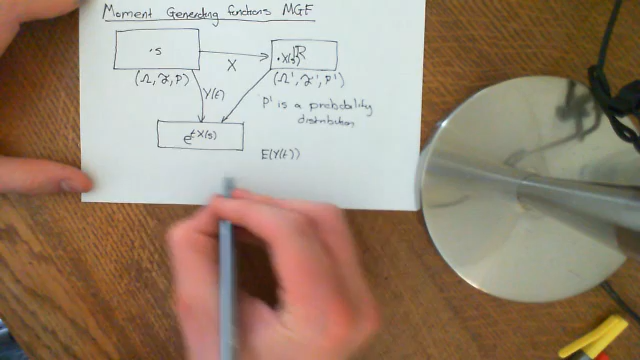 Moment Generating functions MGF
·s
X
·X(s) ℝ
(Ω, F, P)
(Ω', F', P')
Y(t)
P' is a probability
distribution
e^{tX(s)}
E(Y(t))